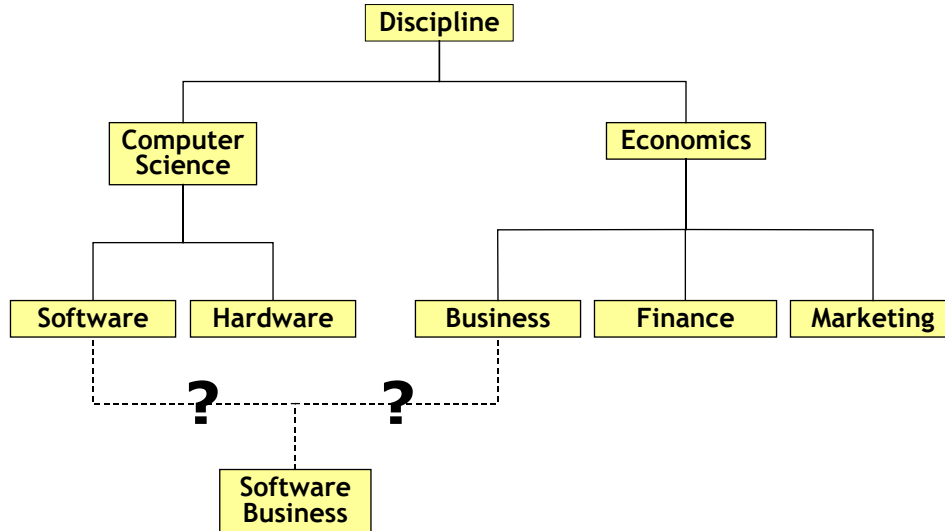 Discipline
Computer
Science
Economics
Software
Hardware
Business
Finance
Marketing
?
?
Software
Business